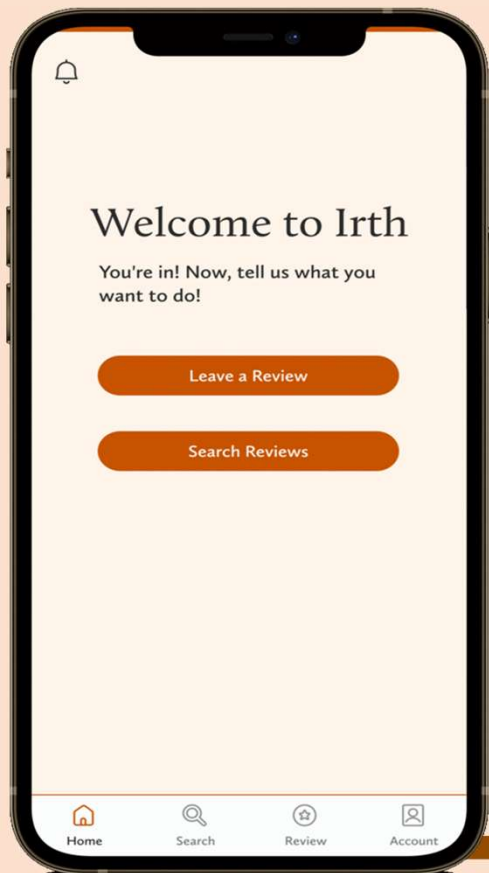 Welcome to Irth
You're in! Now, tell us what you
want to do!
Leave a Review
Search Reviews
Home
Search
Review
Account